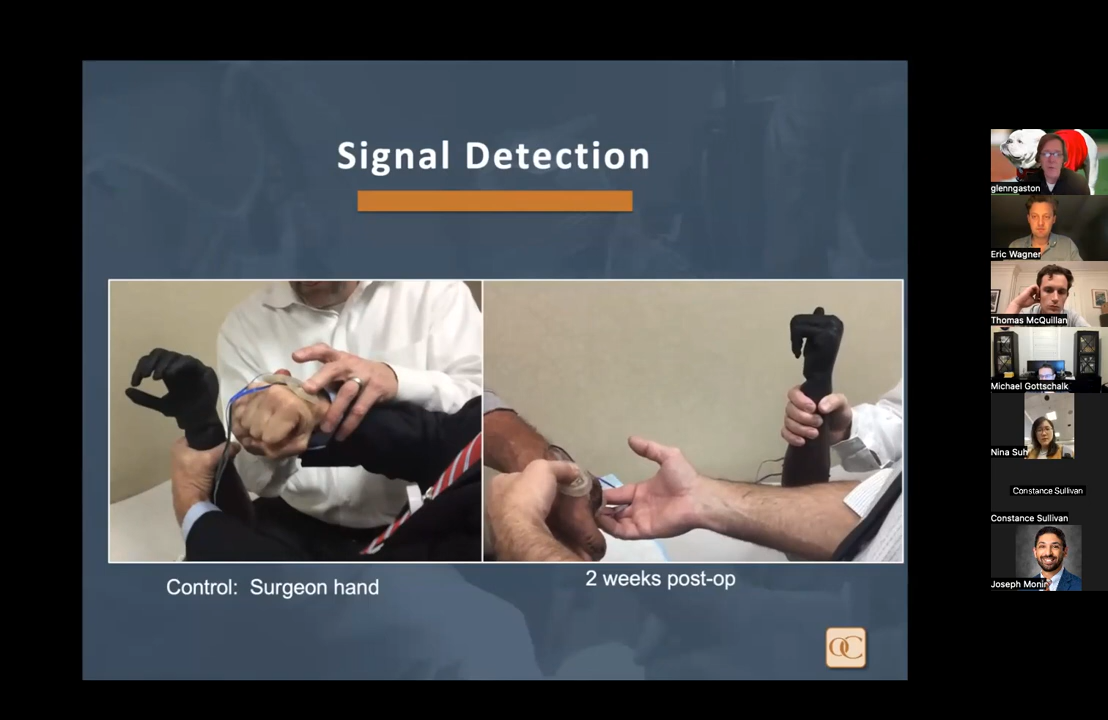 Signal Detection
Control: Surgeon hand
2 weeks post-op
OC
glenngaston
Eric Wagner
Thomas McQuillan
Michael Gottschalk
Nina Suh
Constance Sullivan
Constance Sullivan
Joseph Monir